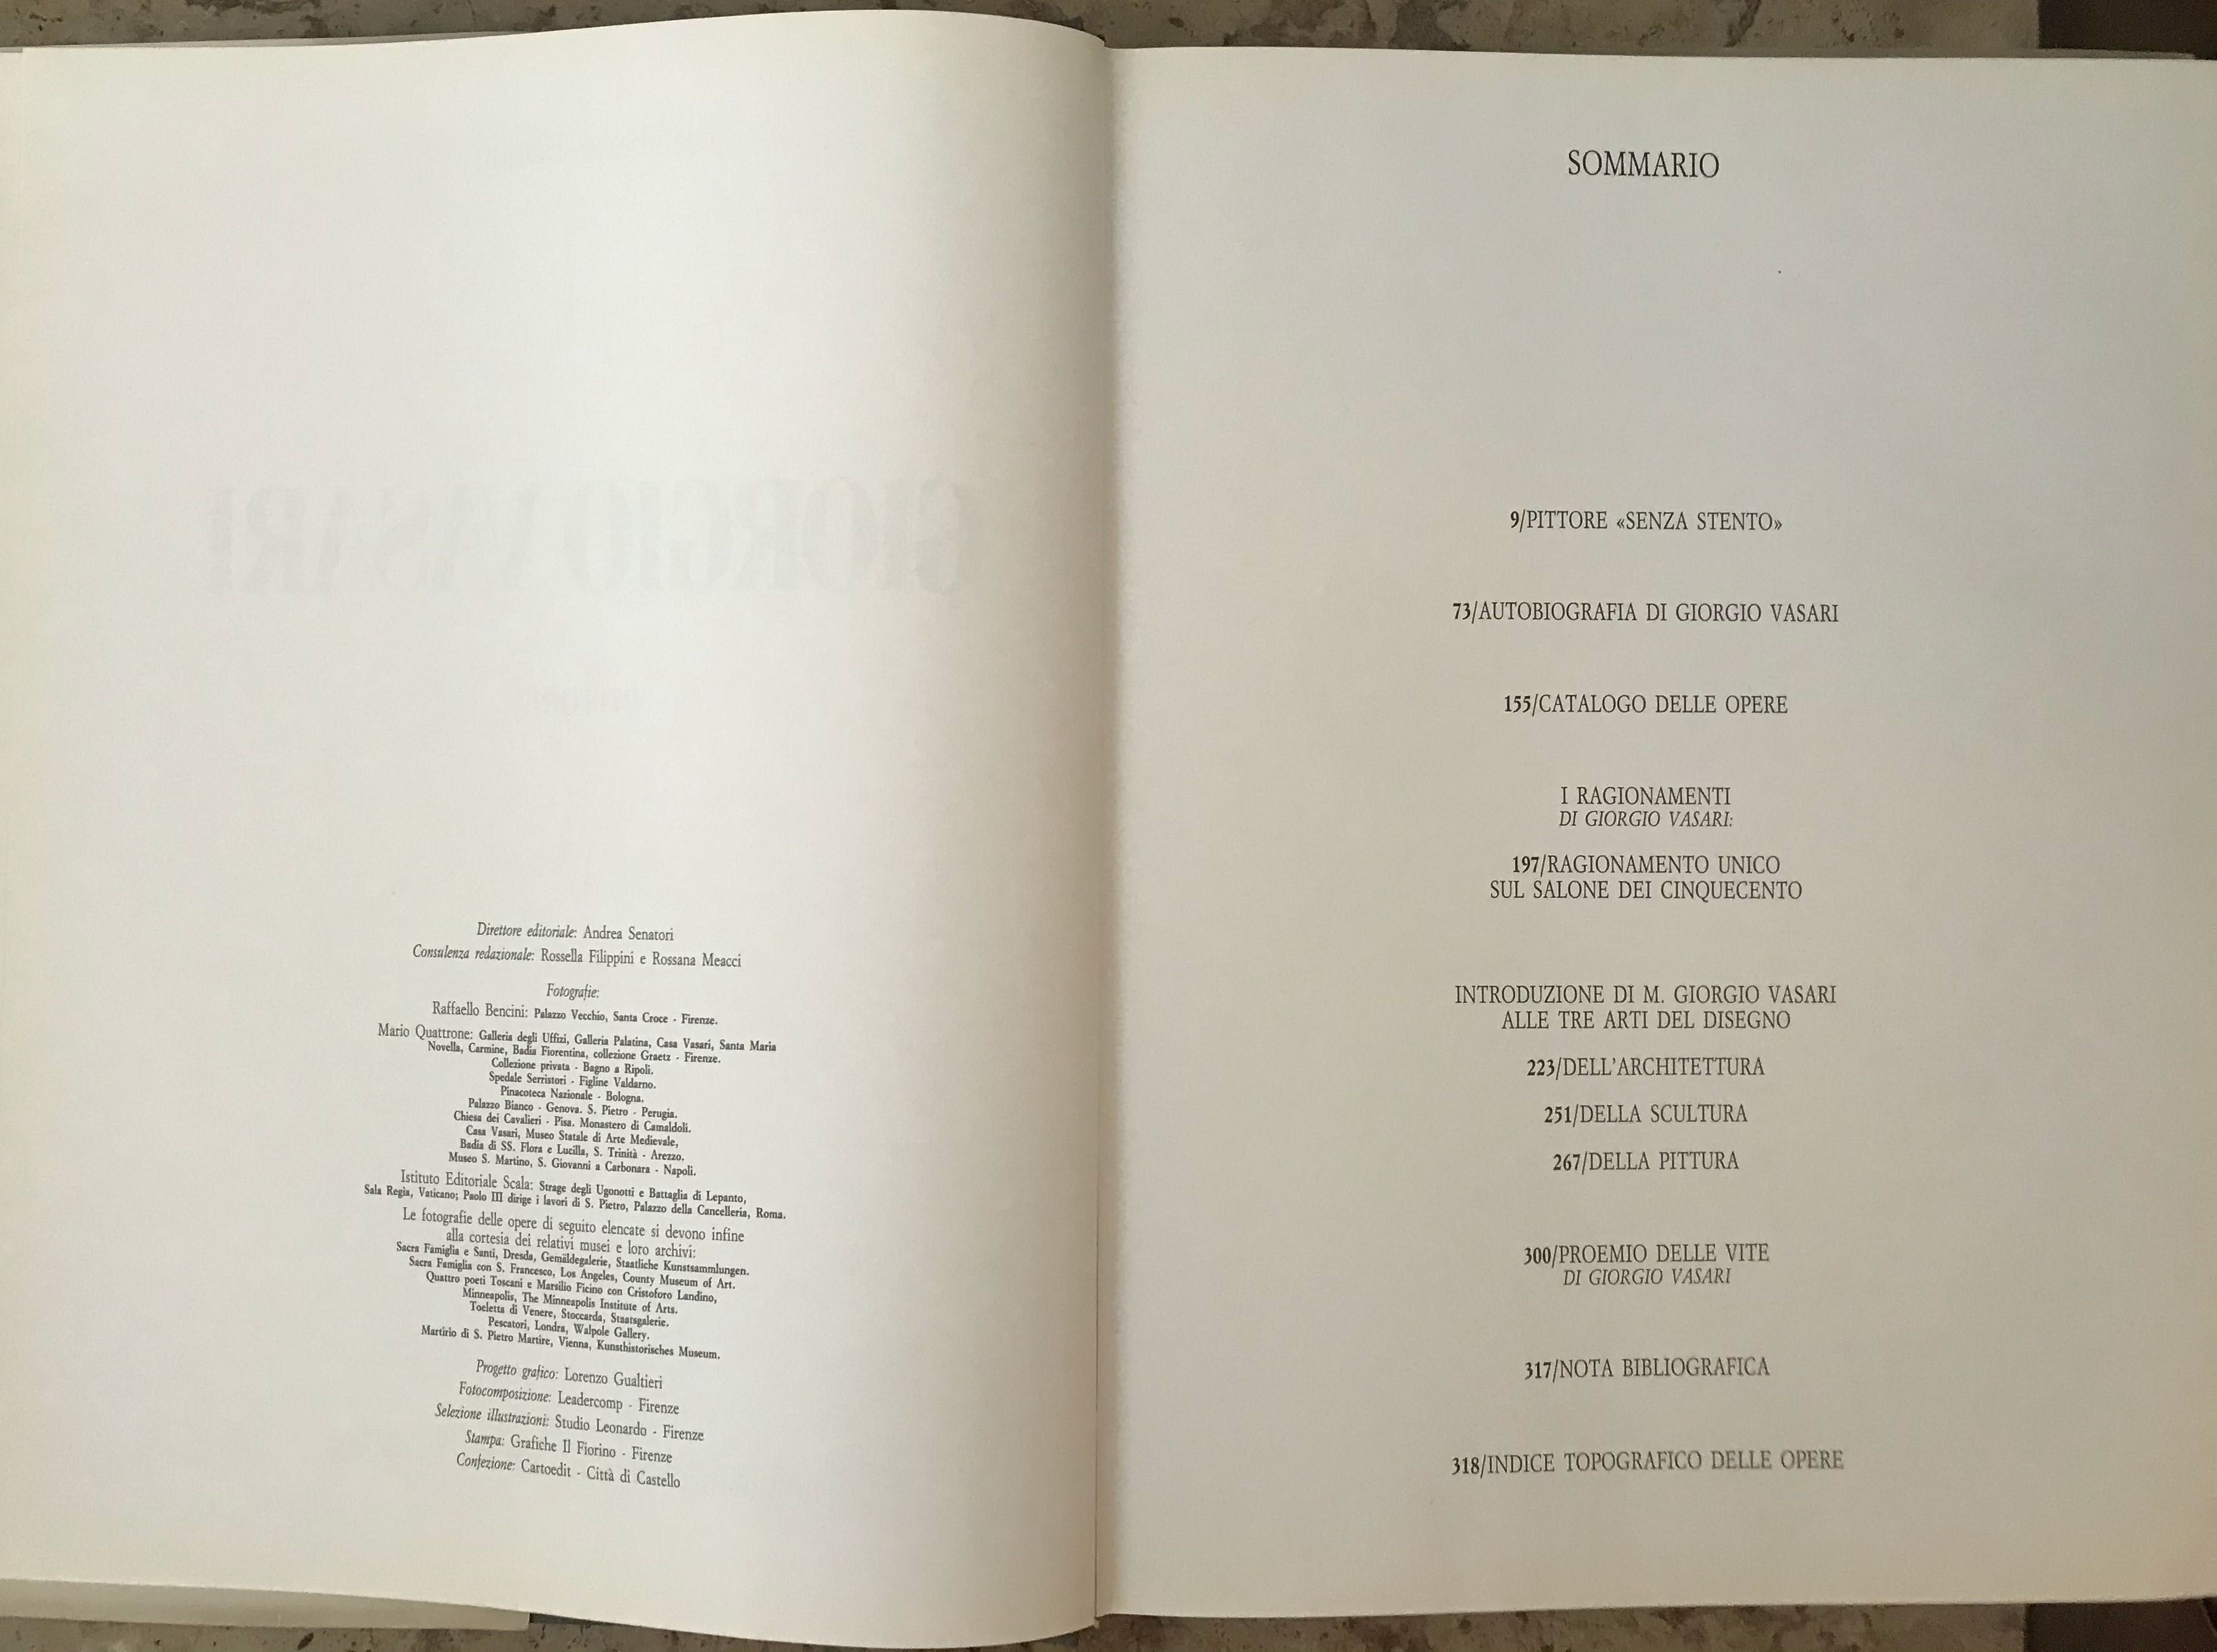 Direttore editoriale: Andrea Senatori
Consulenza redazionale: Rossella Filippini e Rossana Meacci
Fotografie:
Raffaello Bencini: Palazzo Vecchio, Santa Croce - Firenze.
Mario Quattrone: Galleria degli Uffizi, Galleria Palatina, Casa Vasari, Santa Maria
Novella, Carmine, Badia Fiorentina, collezione Graetz - Firenze.
Collezione privata - Bagno a Ripoli.
Spedale Serristori - Figline Valdarno.
Pinacoteca Nazionale - Bologna.
Palazzo Bianco - Genova. S. Pietro - Perugia.
Chiesa dei Cavalieri - Pisa. Monastero di Camaldoli.
Casa Vasari, Museo Statale di Arte Medievale,
Badia di SS. Flora e Lucilla, S. Trinità - Arezzo.
Museo S. Martino, S. Giovanni a Carbonara - Napoli.
Istituto Editoriale Scala: Strage degli Ugonotti e Battaglia di Lepanto,
Sala Regia, Vaticano; Paolo III dirige i lavori di S. Pietro, Palazzo della Cancelleria, Roma.
Le fotografie delle opere di seguito elencate si devono infine
alla cortesia dei relativi musei e loro archivi:
Sacra Famiglia e Santi, Dresda, Gemäldegalerie, Staatliche Kunstsammlungen.
Sacra Famiglia con S. Francesco, Los Angeles, County Museum of Art.
Quattro poeti Toscani e Marsilio Ficino con Cristoforo Landino,
Minneapolis, The Minneapolis Institute of Arts.
Toeletta di Venere, Stoccarda, Staatsgalerie.
Pescatori, Londra, Walpole Gallery.
Martirio di S. Pietro Martire, Vienna, Kunsthistorisches Museum.
Progetto grafico: Lorenzo Gualtieri
Fotocomposizione: Leadercomp - Firenze
Selezione illustrazioni: Studio Leonardo - Firenze
Stampa: Grafiche Il Fiorino - Firenze
Confezione: Cartoedit - Città di Castello
SOMMARIO
9/PITTORE «SENZA STENTO»
73/AUTOBIOGRAFIA DI GIORGIO VASARI
155/CATALOGO DELLE OPERE
I RAGIONAMENTI
DI GIORGIO VASARI:
197/RAGIONAMENTO UNICO
SUL SALONE DEI CINQUECENTO
INTRODUZIONE DI M. GIORGIO VASARI
ALLE TRE ARTI DEL DISEGNO
223/DELL'ARCHITETTURA
251/DELLA SCULTURA
267/DELLA PITTURA
300/PROEMIO DELLE VITE
DI GIORGIO VASARI
317/NOTA BIBLIOGRAFICA
318/INDICE TOPOGRAFICO DELLE OPERE